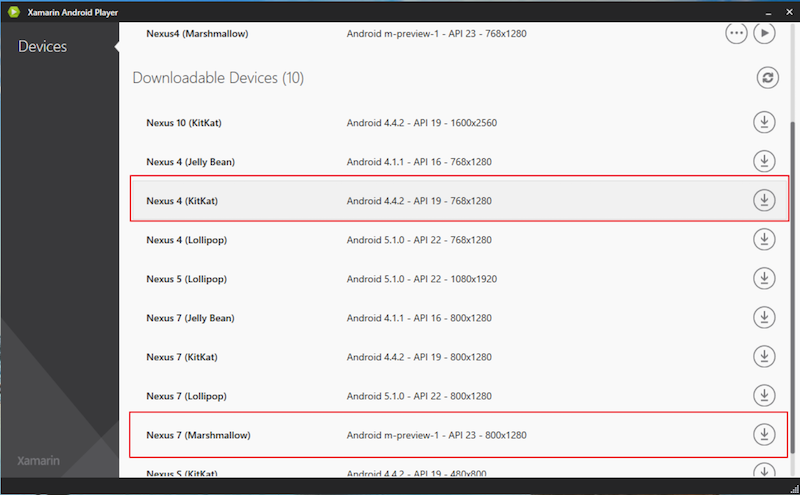 Xamarin Android Player
Devices
Nexus4 (Marshmallow) Android m-preview-1 - API 23 - 768x1280
Downloadable Devices (10)
Nexus 10 (KitKat) Android 4.4.2 - API 19 - 1600x2560
Nexus 4 (Jelly Bean) Android 4.1.1 - API 16 - 768x1280
Nexus 4 (KitKat) Android 4.4.2 - API 19 - 768x1280
Nexus 4 (Lollipop) Android 5.1.0 - API 22 - 768x1280
Nexus 5 (Lollipop) Android 5.1.0 - API 22 - 1080x1920
Nexus 7 (Jelly Bean) Android 4.1.1 - API 16 - 800x1280
Nexus 7 (KitKat) Android 4.4.2 - API 19 - 800x1280
Nexus 7 (Lollipop) Android 5.1.0 - API 22 - 800x1280
Nexus 7 (Marshmallow) Android m-preview-1 - API 23 - 800x1280
Nexus S (KitKat) Android 4.4.2 - API 19 - 480x800
Xamarin